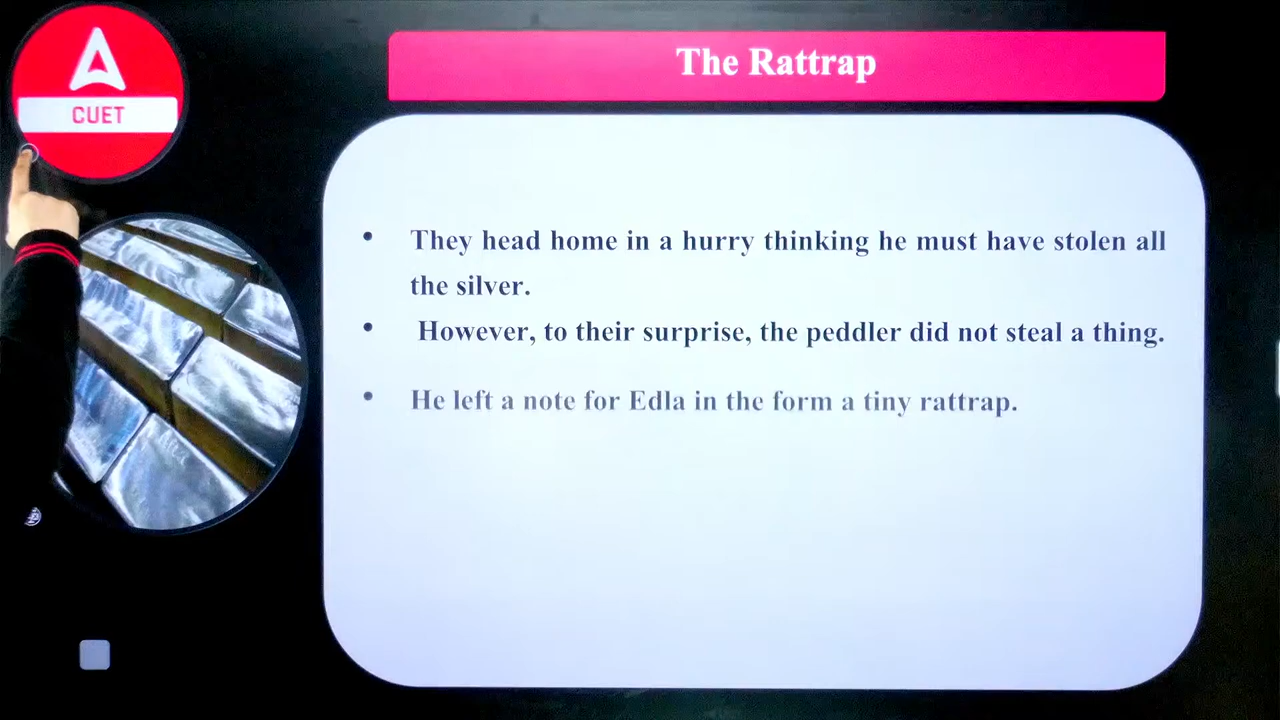 CUET
The Rattrap
• They head home in a hurry thinking he must have stolen all
the silver.
• However, to their surprise, the peddler did not steal a thing.
• He left a note for Edla in the form a tiny rattrap.